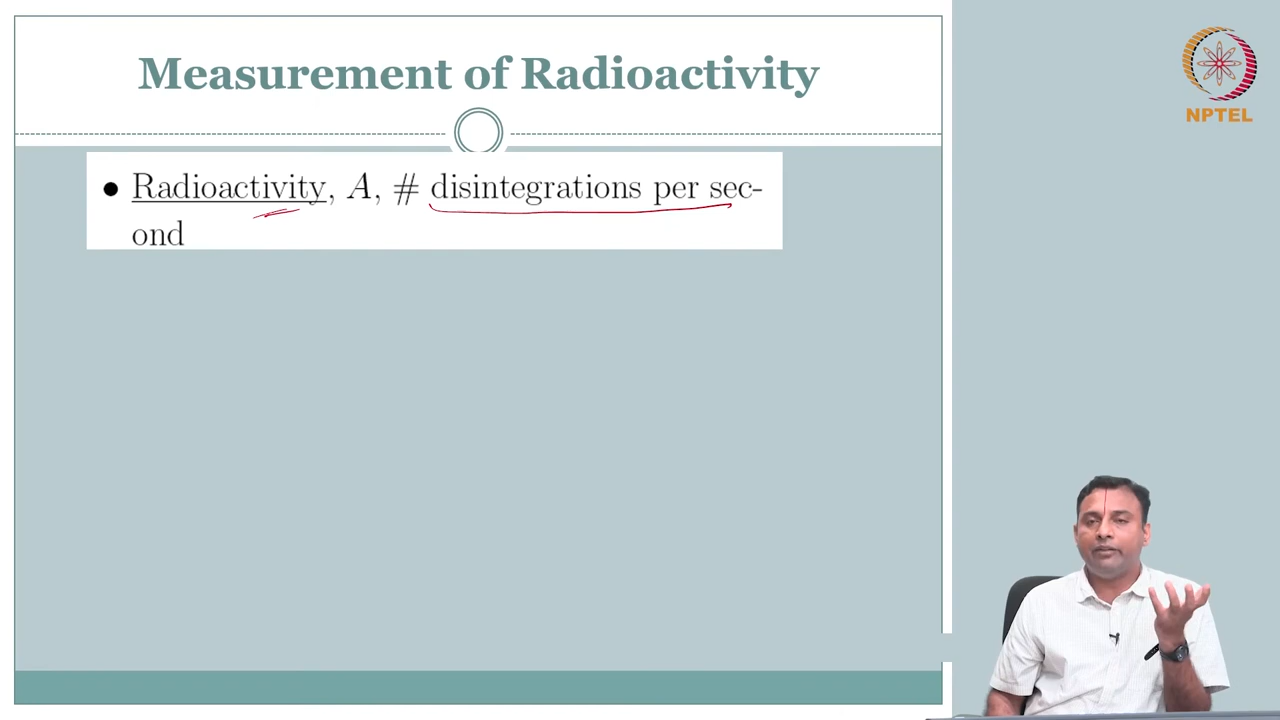 Measurement of Radioactivity
NPTEL
• Radioactivity, A, # disintegrations per sec-
ond